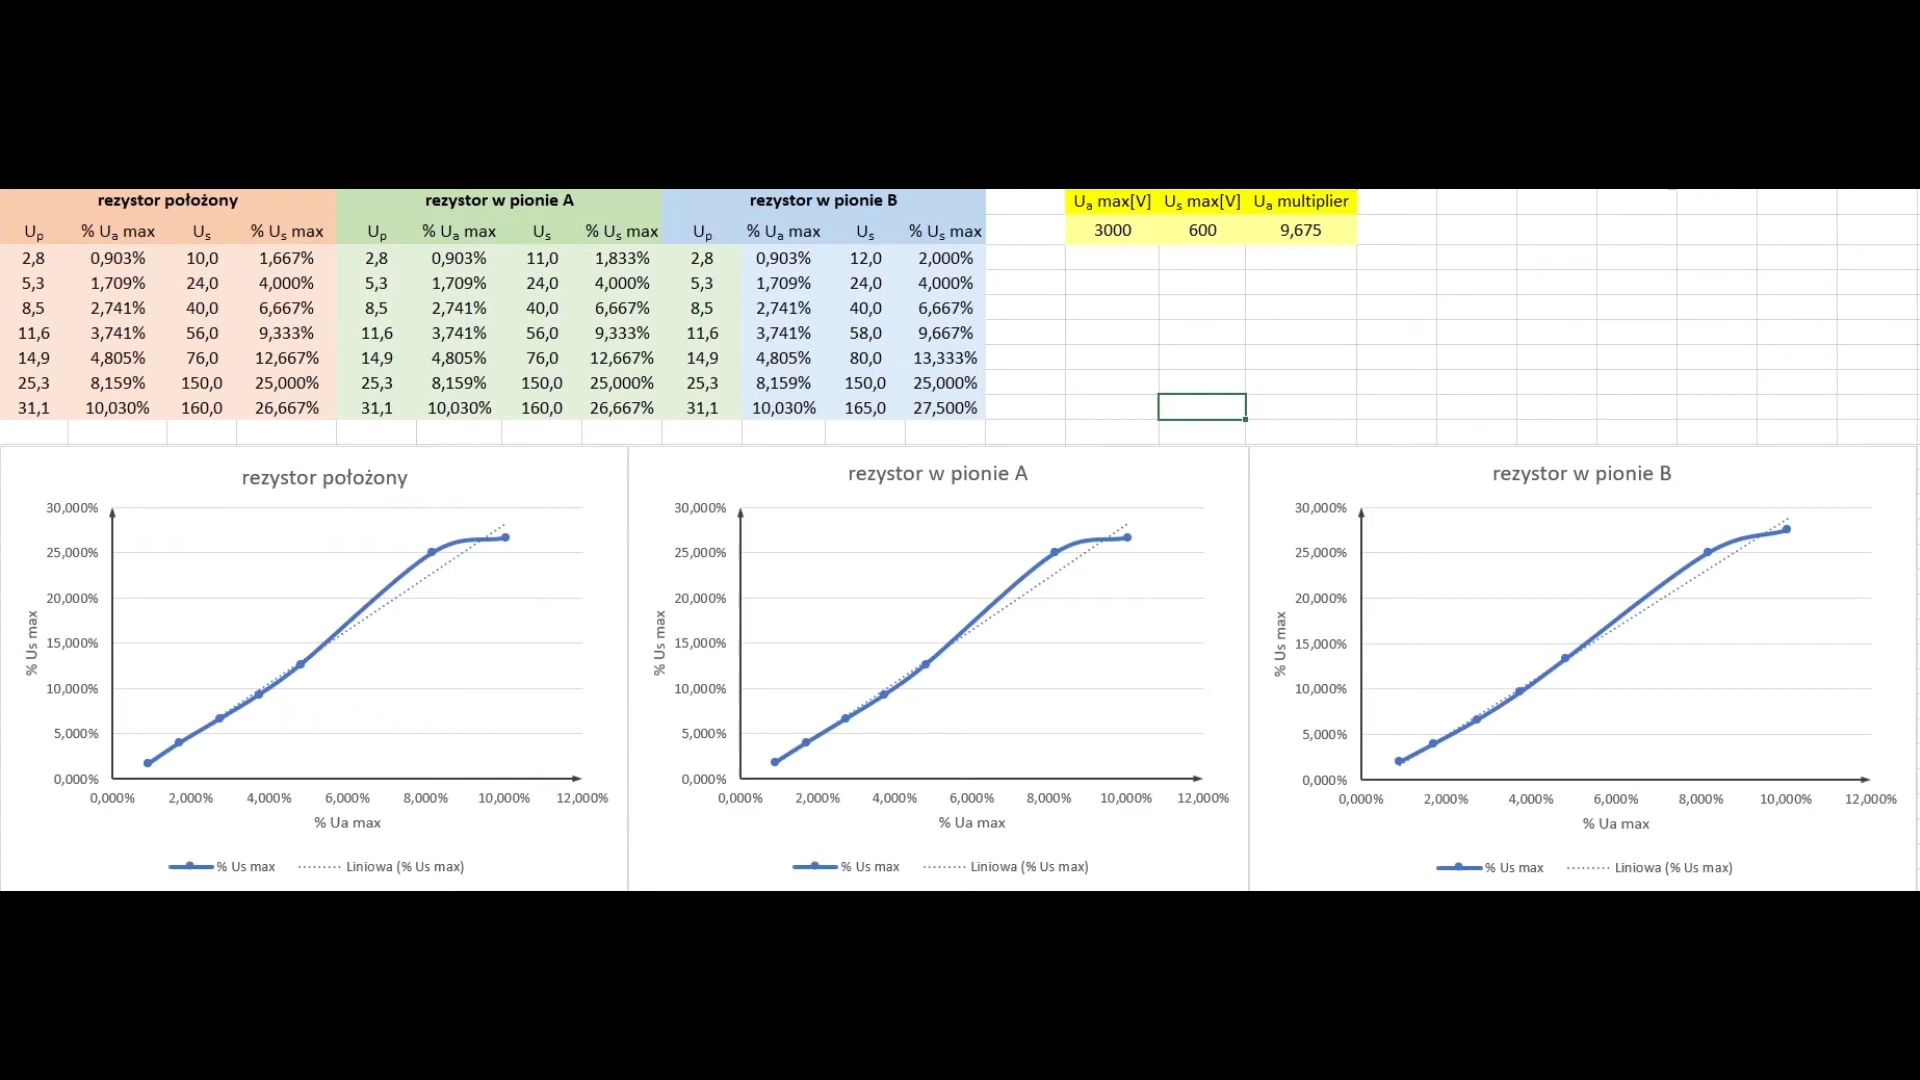 rezystor położony rezystor w pionie A rezystor w pionie B Ua max[V] Us max[V] Ua multiplier
Up % Ua max Us % Us max Up % Ua max Us % Us max Up % Ua max Us % Us max 3000 600 9,675
2,8 0,903% 10,0 1,667% 2,8 0,903% 11,0 1,833% 2,8 0,903% 12,0 2,000%
5,3 1,709% 24,0 4,000% 5,3 1,709% 24,0 4,000% 5,3 1,709% 24,0 4,000%
8,5 2,741% 40,0 6,667% 8,5 2,741% 40,0 6,667% 8,5 2,741% 40,0 6,667%
11,6 3,741% 56,0 9,333% 11,6 3,741% 56,0 9,333% 11,6 3,741% 58,0 9,667%
14,9 4,805% 76,0 12,667% 14,9 4,805% 76,0 12,667% 14,9 4,805% 80,0 13,333%
25,3 8,159% 150,0 25,000% 25,3 8,159% 150,0 25,000% 25,3 8,159% 150,0 25,000%
31,1 10,030% 160,0 26,667% 31,1 10,030% 160,0 26,667% 31,1 10,030% 165,0 27,500%
rezystor położony
30,000%
25,000%
20,000%
15,000%
10,000%
5,000%
0,000%
% Us max
0,000% 2,000% 4,000% 6,000% 8,000% 10,000% 12,000%
% Ua max
% Us max Liniowa (% Us max)
rezystor w pionie A
30,000%
25,000%
20,000%
15,000%
10,000%
5,000%
0,000%
% Us max
0,000% 2,000% 4,000% 6,000% 8,000% 10,000% 12,000%
% Ua max
% Us max Liniowa (% Us max)
rezystor w pionie B
30,000%
25,000%
20,000%
15,000%
10,000%
5,000%
0,000%
% Us max
0,000% 2,000% 4,000% 6,000% 8,000% 10,000% 12,000%
% Ua max
% Us max Liniowa (% Us max)